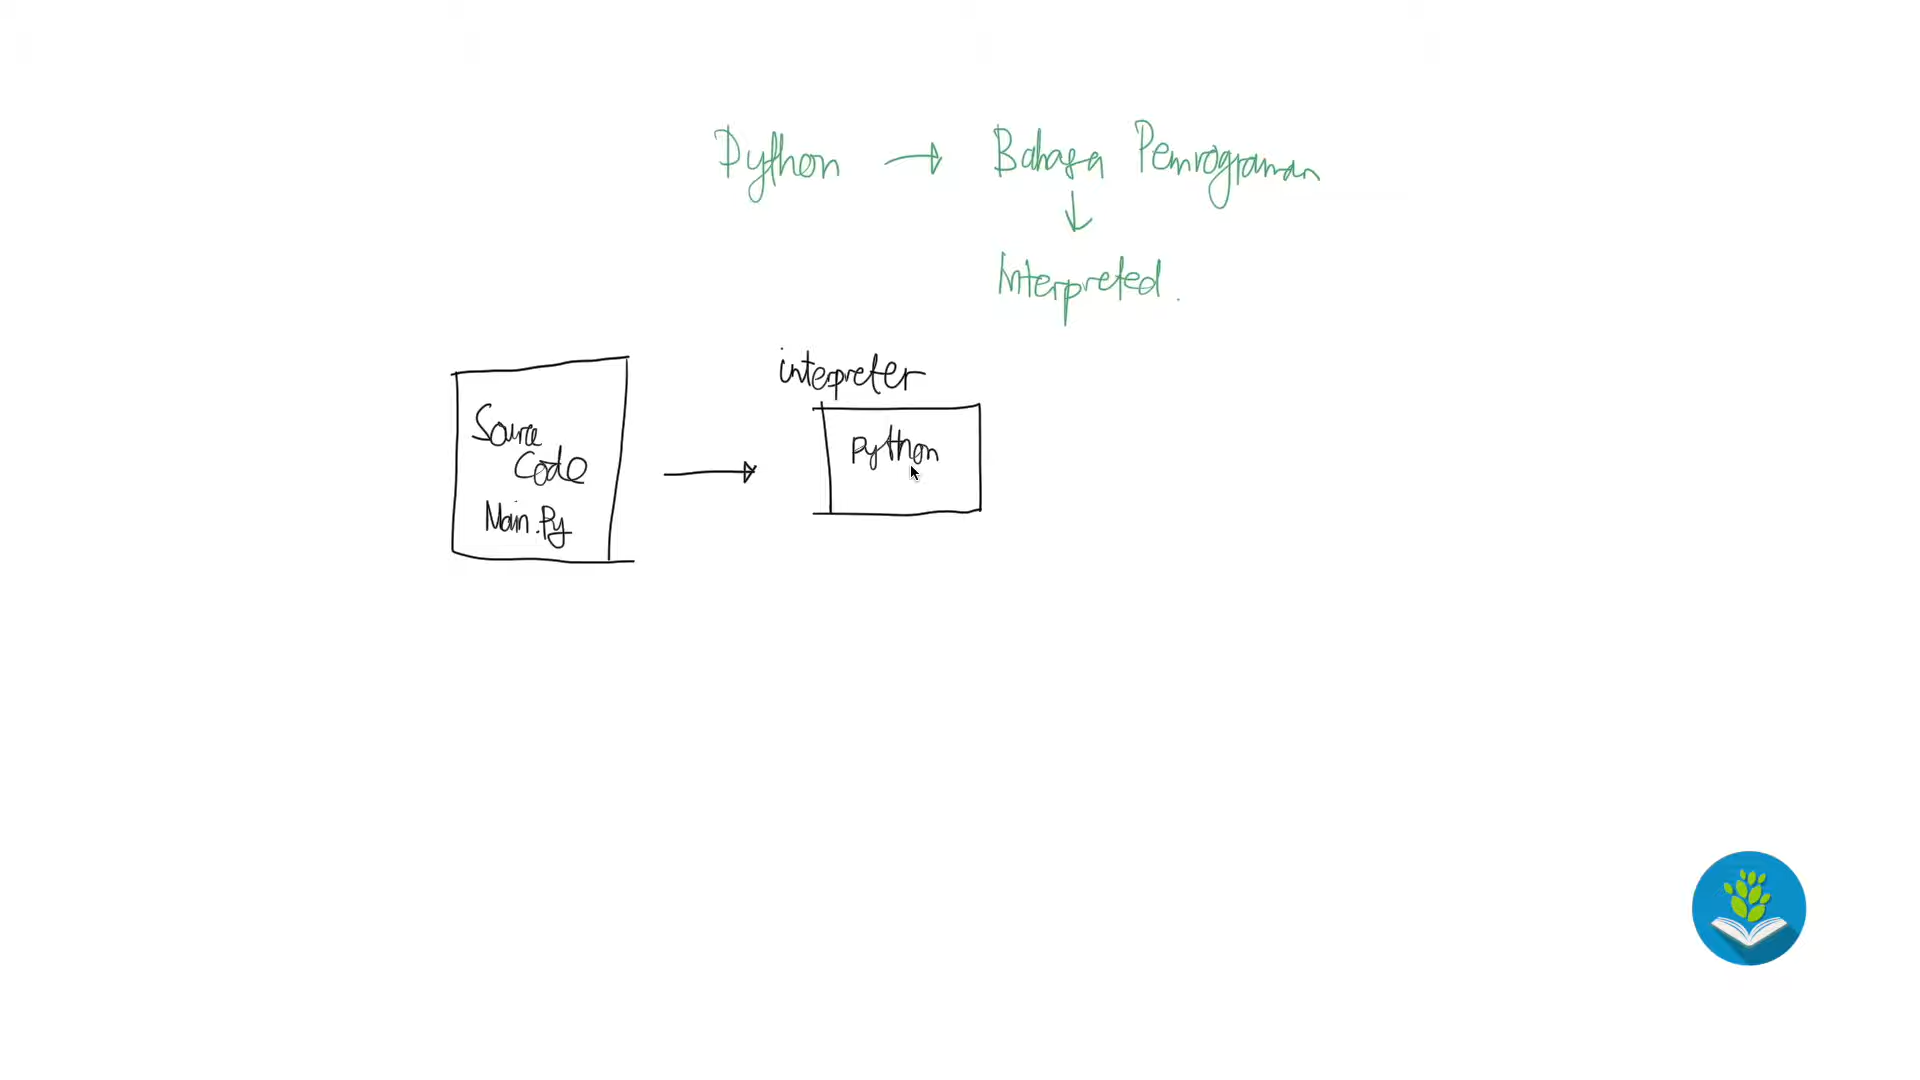 Python → Bahasa Pemrograman
↓
Interpreted.
interpreter
Source
Code
Main.Py
python